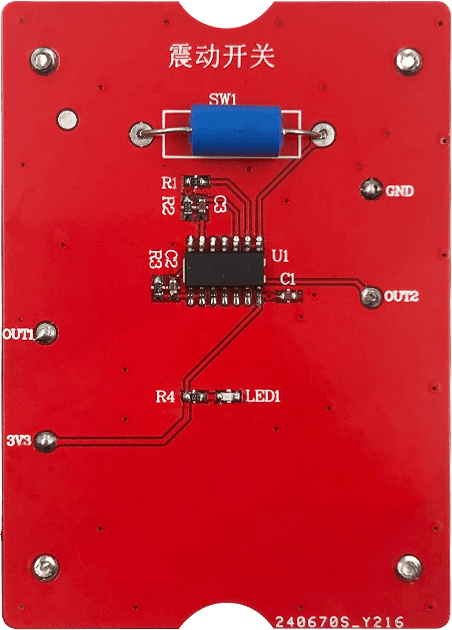 震动开关
SW1
R1
GND
R2
C3
U1
R3
C2
C1
OUT2
OUT1
R4
LED1
3V3
240670S_Y216